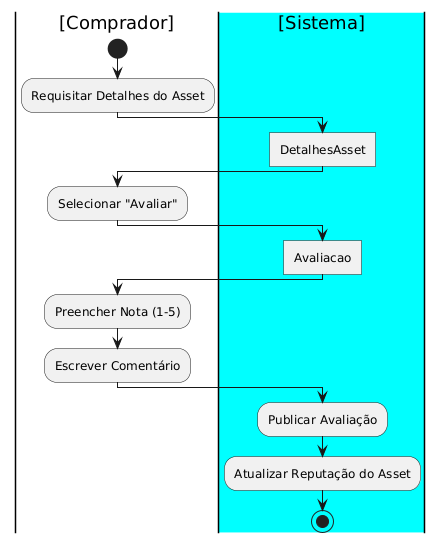 [Comprador]
[Sistema]
Requisitar Detalhes do Asset
DetalhesAsset
Selecionar "Avaliar"
Avaliacao
Preencher Nota (1-5)
Escrever Comentário
Publicar Avaliação
Atualizar Reputação do Asset